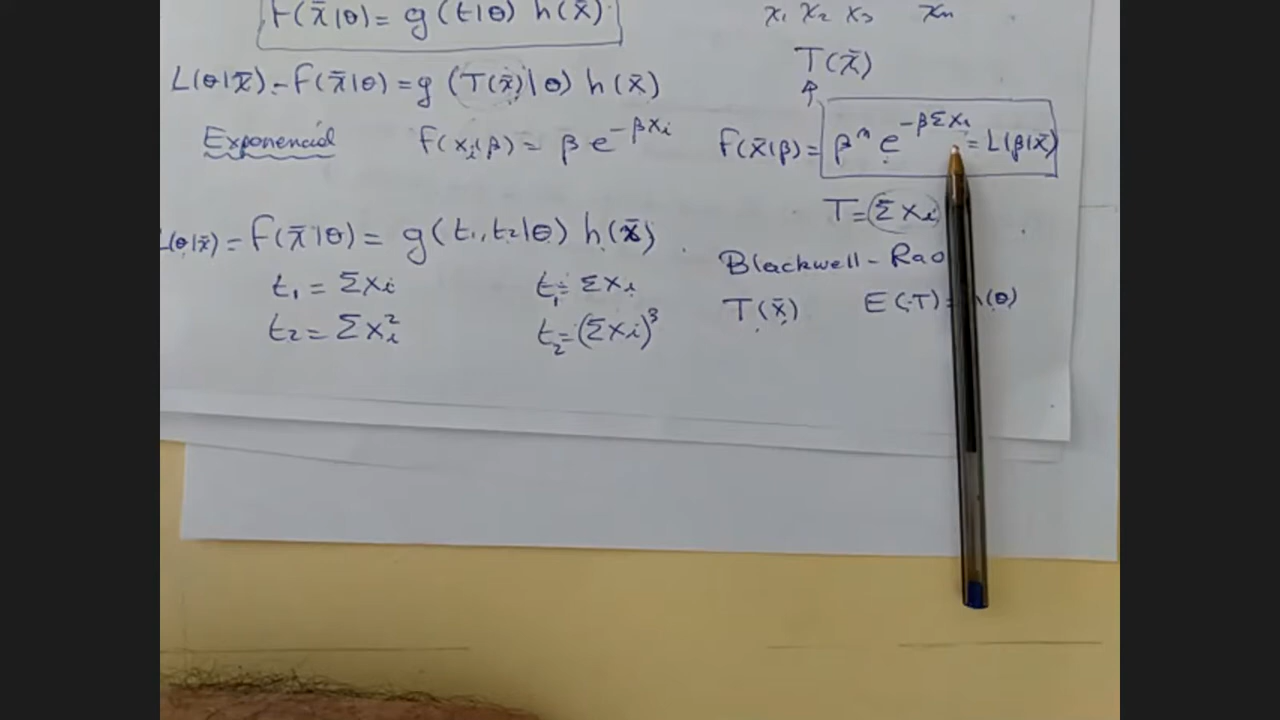 f(x̄|θ) = g(t|θ) h(x̄)
x₁ x₂ x₃ xₙ
T(x̄)
L(θ|x̄) = f(x̄|θ) = g(T(x̄)|θ) h(x̄)
Exponencial f(xᵢ|β) = β e^{-βxᵢ} f(x̄|β) = βⁿ e^{-βΣxᵢ} = L(β|x̄)
T = Σxᵢ
L(θ|x̄) = f(x̄|θ) = g(t₁, t₂|θ) h(x̄)
Blackwell - Rao
t₁ = Σxᵢ t₁ = Σxᵢ
T(x̄) E(T) = h(θ)
t₂ = Σxᵢ² t₂ = (Σxᵢ)³